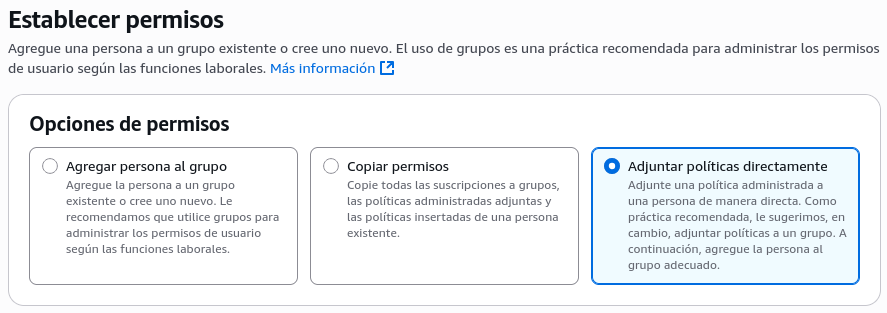 Establecer permisos
Agregue una persona a un grupo existente o cree uno nuevo. El uso de grupos es una práctica recomendada para administrar los permisos
de usuario según las funciones laborales. Más información
Opciones de permisos
Agregar persona al grupo
Agregue la persona a un grupo
existente o cree uno nuevo. Le
recomendamos que utilice grupos para
administrar los permisos de usuario
según las funciones laborales.
Copiar permisos
Copie todas las suscripciones a grupos,
las políticas administradas adjuntas y
las políticas insertadas de una persona
existente.
Adjuntar políticas directamente
Adjunte una política administrada a
una persona de manera directa. Como
práctica recomendada, le sugerimos, en
cambio, adjuntar políticas a un grupo. A
continuación, agregue la persona al
grupo adecuado.